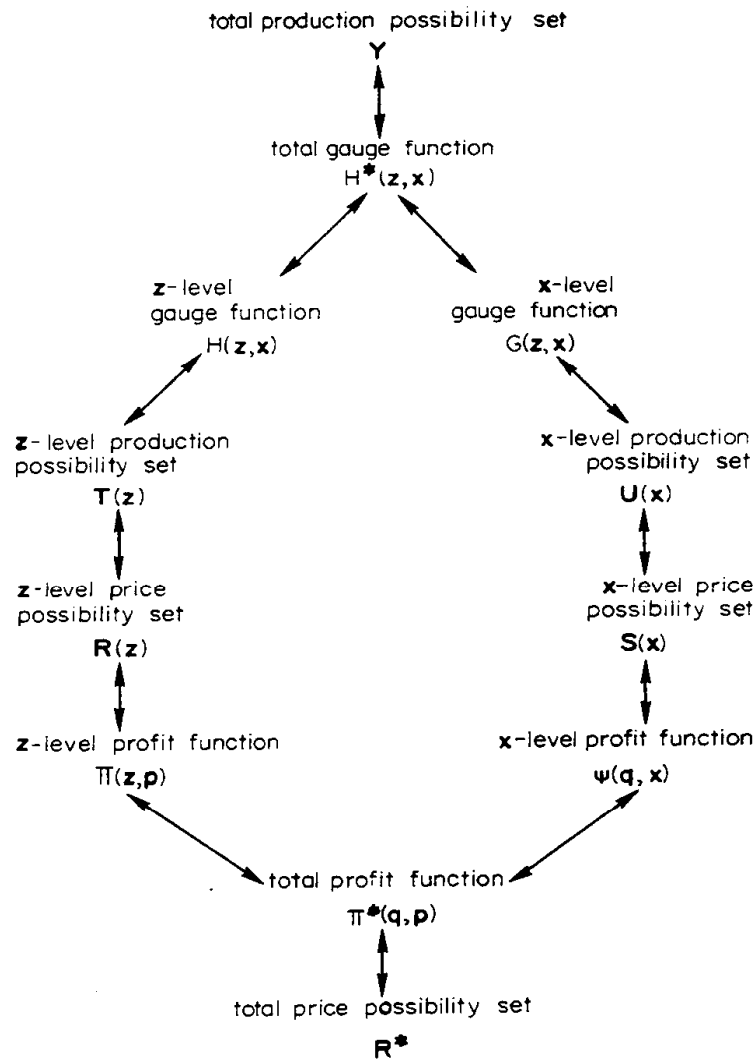 total production possibility set
Y
total gauge function
H*(z,x)
z-level
gauge function
H(z,x)
x-level
gauge function
G(z,x)
z-level production
possibility set
T(z)
x-level production
possibility set
U(x)
z-level price
possibility set
R(z)
x-level price
possibility set
S(x)
z-level profit function
Π(z,p)
x-level profit function
ψ(q,x)
total profit function
Π*(q,p)
total price possibility set
R*